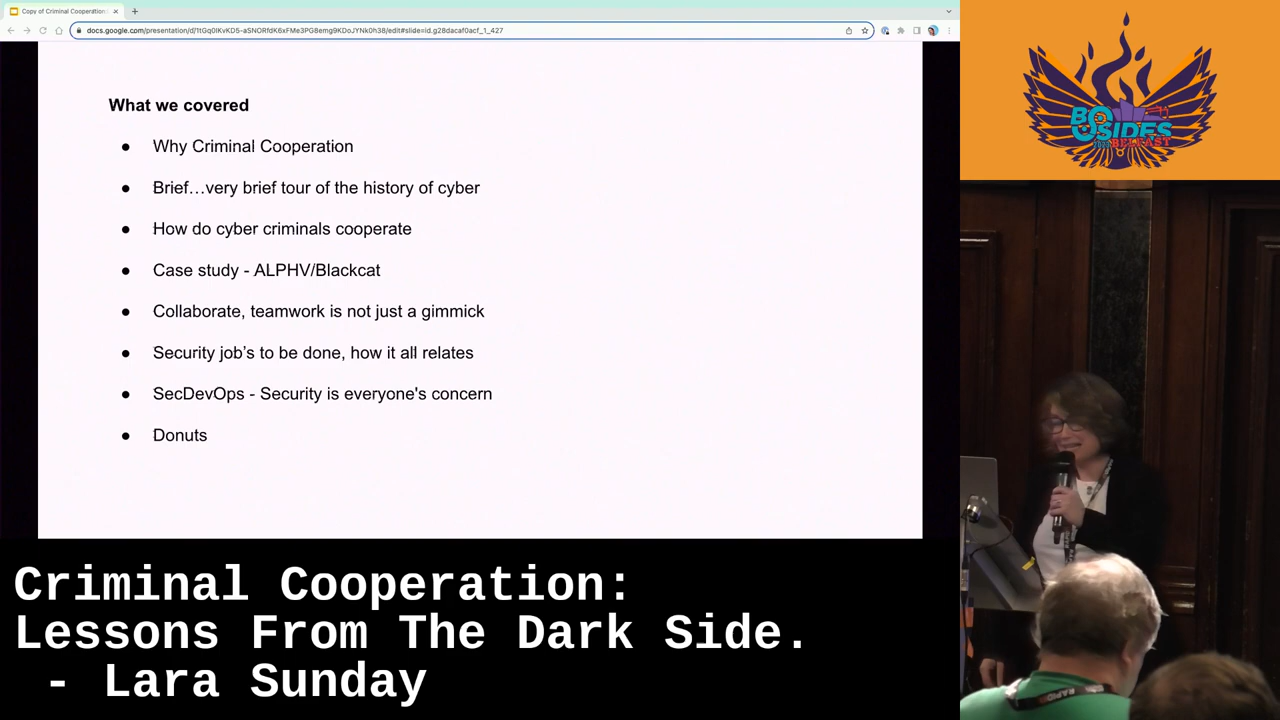 Copy of Criminal Cooperation
docs.google.com/presentation/d/1tGq0IKvKD5-aSNORfdK6xFMe3PG8emg9KDoJYNk0h38/edit#slide=id.g28dacaf0acf_1_427
What we covered
● Why Criminal Cooperation
● Brief…very brief tour of the history of cyber
● How do cyber criminals cooperate
● Case study - ALPHV/Blackcat
● Collaborate, teamwork is not just a gimmick
● Security job's to be done, how it all relates
● SecDevOps - Security is everyone's concern
● Donuts
BSIDES
BELFAST
RAPID7
Criminal Cooperation:
Lessons From The Dark Side.
- Lara Sunday